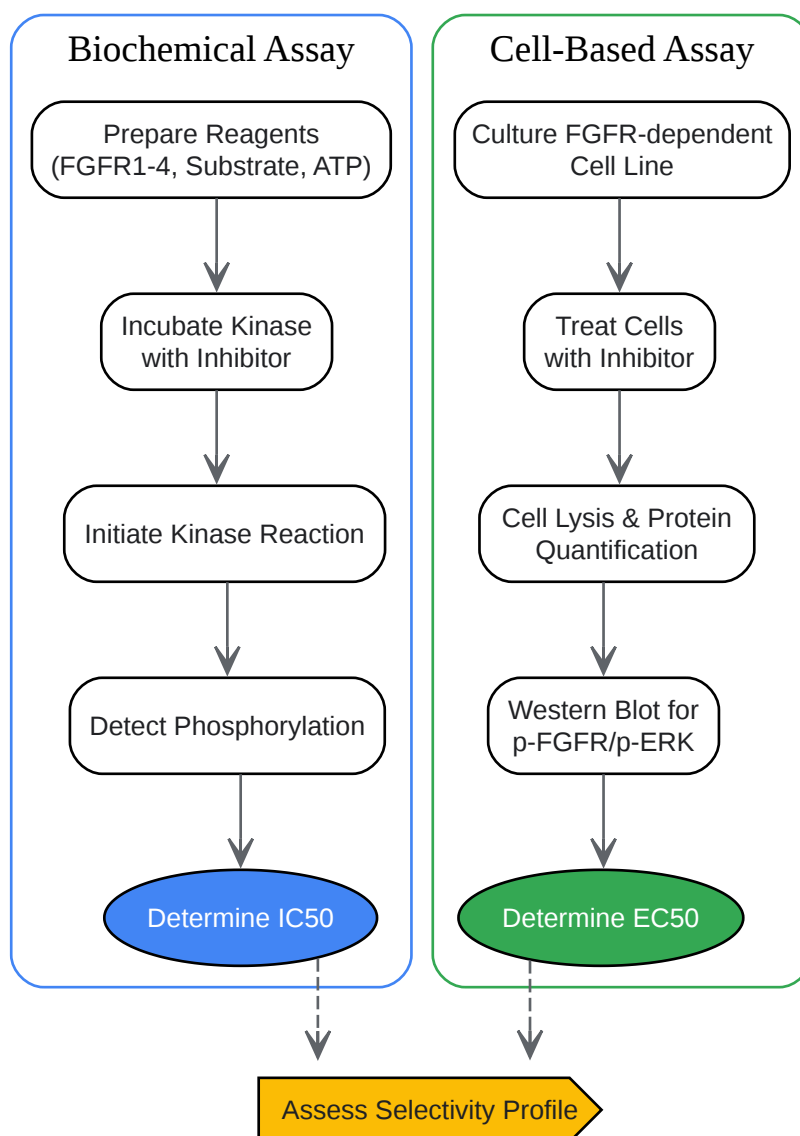 Biochemical Assay
Prepare Reagents
(FGFR1-4, Substrate, ATP)
Incubate Kinase
with Inhibitor
Initiate Kinase Reaction
Detect Phosphorylation
Determine IC50
Cell-Based Assay
Culture FGFR-dependent
Cell Line
Treat Cells
with Inhibitor
Cell Lysis & Protein
Quantification
Western Blot for
p-FGFR/p-ERK
Determine EC50
Assess Selectivity Profile